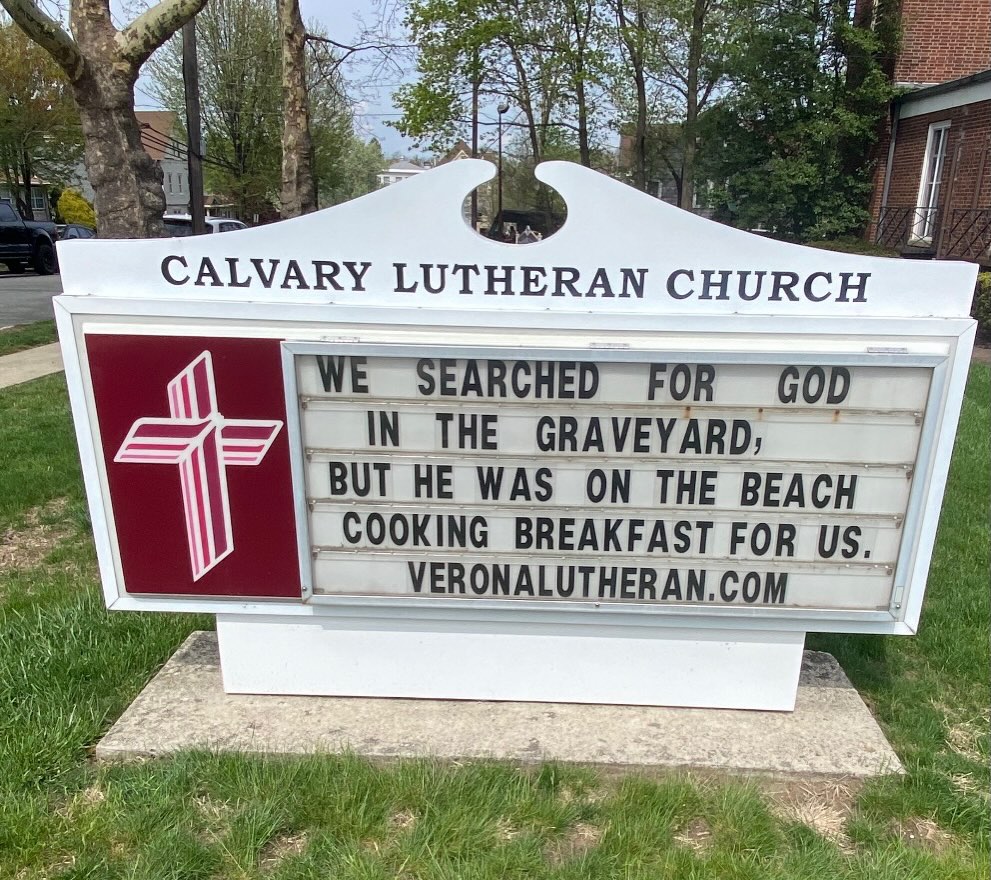 CALVARY LUTHERAN CHURCH
WE SEARCHED FOR GOD
IN THE GRAVEYARD,
BUT HE WAS ON THE BEACH
COOKING BREAKFAST FOR US.
VERONALUTHERAN.COM